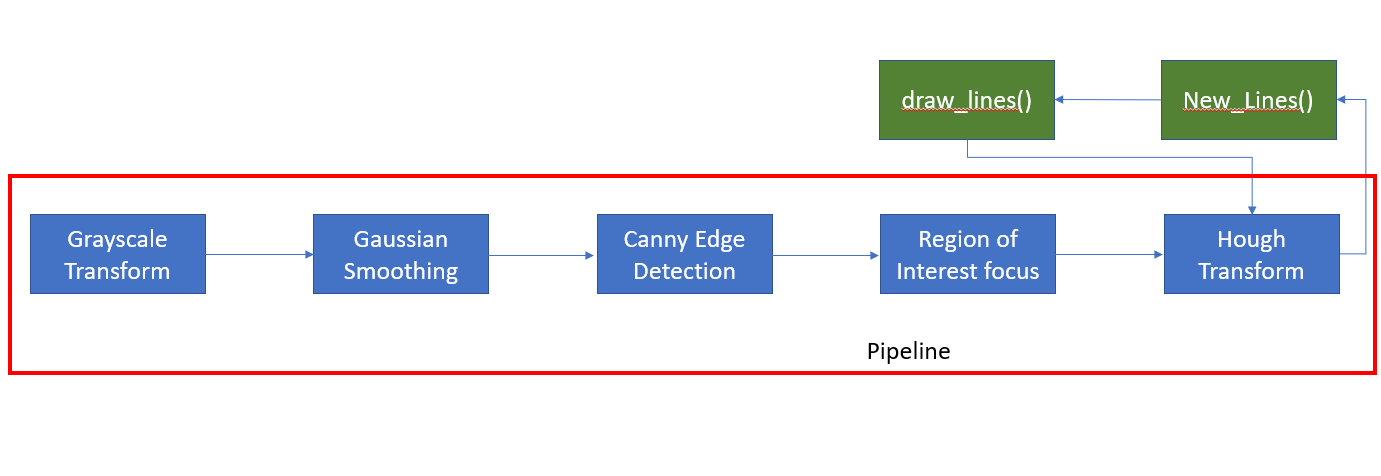 draw_lines()
New_Lines()
Grayscale
Transform
Gaussian
Smoothing
Canny Edge
Detection
Region of
Interest focus
Hough
Transform
Pipeline